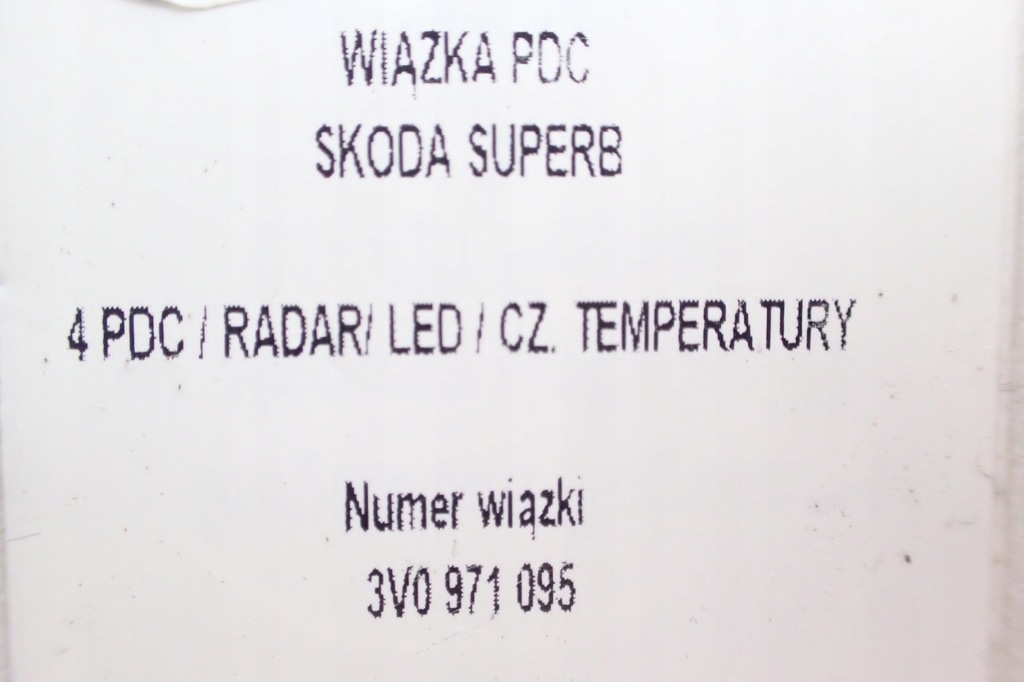 WIĄZKA PDC
SKODA SUPERB
4 PDC / RADAR/ LED / CZ. TEMPERATURY
Numer wiązki
3V0 971 095